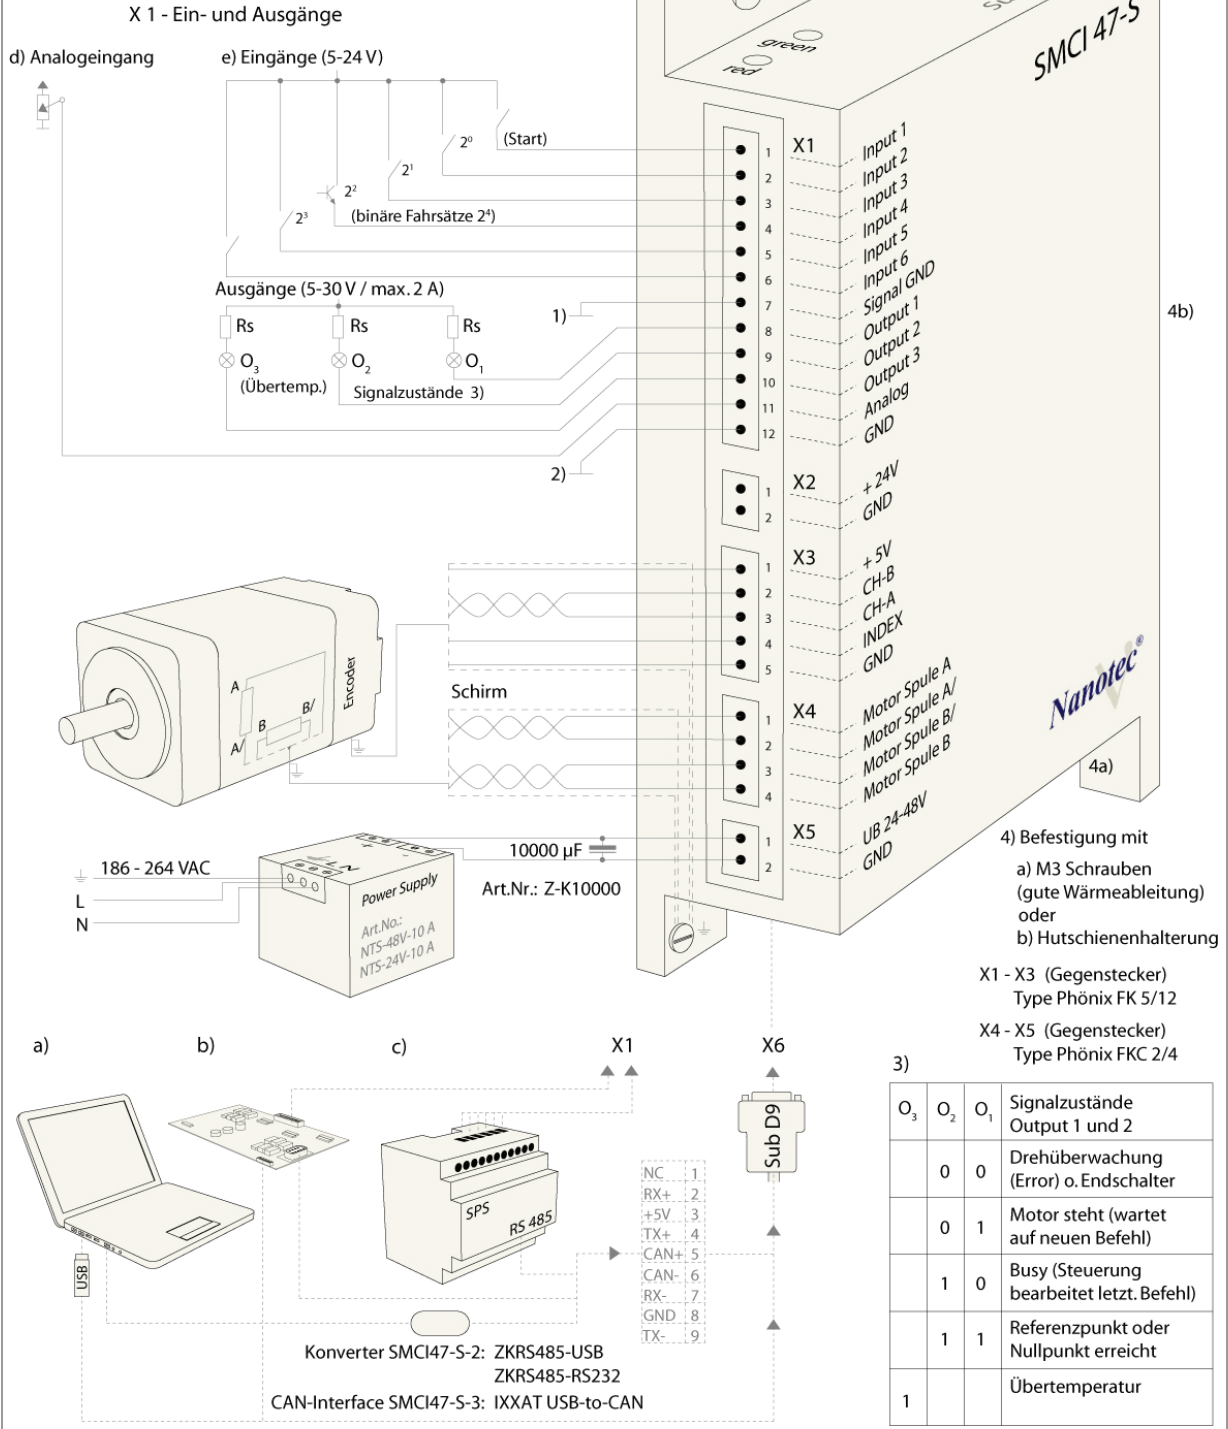 X 1 - Ein- und Ausgänge
d) Analogeingang
e) Eingänge (5-24 V)
(Start)
2⁰
2¹
2²
2³
(binäre Fahrsätze 2⁴)
Ausgänge (5-30 V / max. 2 A)
Rs
Rs
Rs
O₃
O₂
O₁
(Übertemp.)
Signalzustände 3)
1)
2)
green
red
SMCI 47-S
X1
1
2
3
4
5
6
7
8
9
10
11
12
Input 1
Input 2
Input 3
Input 4
Input 5
Input 6
Signal GND
Output 1
Output 2
Output 3
Analog
GND
4b)
X2
1
2
+ 24V
GND
X3
1
2
3
4
5
+ 5V
CH-B
CH-A
INDEX
GND
Schirm
X4
1
2
3
4
Motor Spule A
Motor Spule A/
Motor Spule B/
Motor Spule B
Nanotec®
4a)
A
B
B/
A/
Encoder
X5
1
2
UB 24-48V
GND
10000 µF
Art.Nr.: Z-K10000
186 - 264 VAC
L
N
+
-
L N
Power Supply
Art.No.:
NTS-48V-10 A
NTS-24V-10 A
4) Befestigung mit
a) M3 Schrauben
(gute Wärmeableitung)
oder
b) Hutschienenhalterung
X1 - X3 (Gegenstecker)
Type Phönix FK 5/12
X4 - X5 (Gegenstecker)
Type Phönix FKC 2/4
a)
b)
c)
X1
X6
USB
SPS
RS 485
Sub D9
NC 1
RX+ 2
+5V 3
TX+ 4
CAN+ 5
CAN- 6
RX- 7
GND 8
TX- 9
Konverter SMCI47-S-2: ZKRS485-USB
ZKRS485-RS232
CAN-Interface SMCI47-S-3: IXXAT USB-to-CAN
3)
O₃ O₂ O₁ Signalzustände
Output 1 und 2
0 0 Drehüberwachung
(Error) o. Endschalter
0 1 Motor steht (wartet
auf neuen Befehl)
1 0 Busy (Steuerung
bearbeitet letzt. Befehl)
1 1 Referenzpunkt oder
Nullpunkt erreicht
1 Übertemperatur